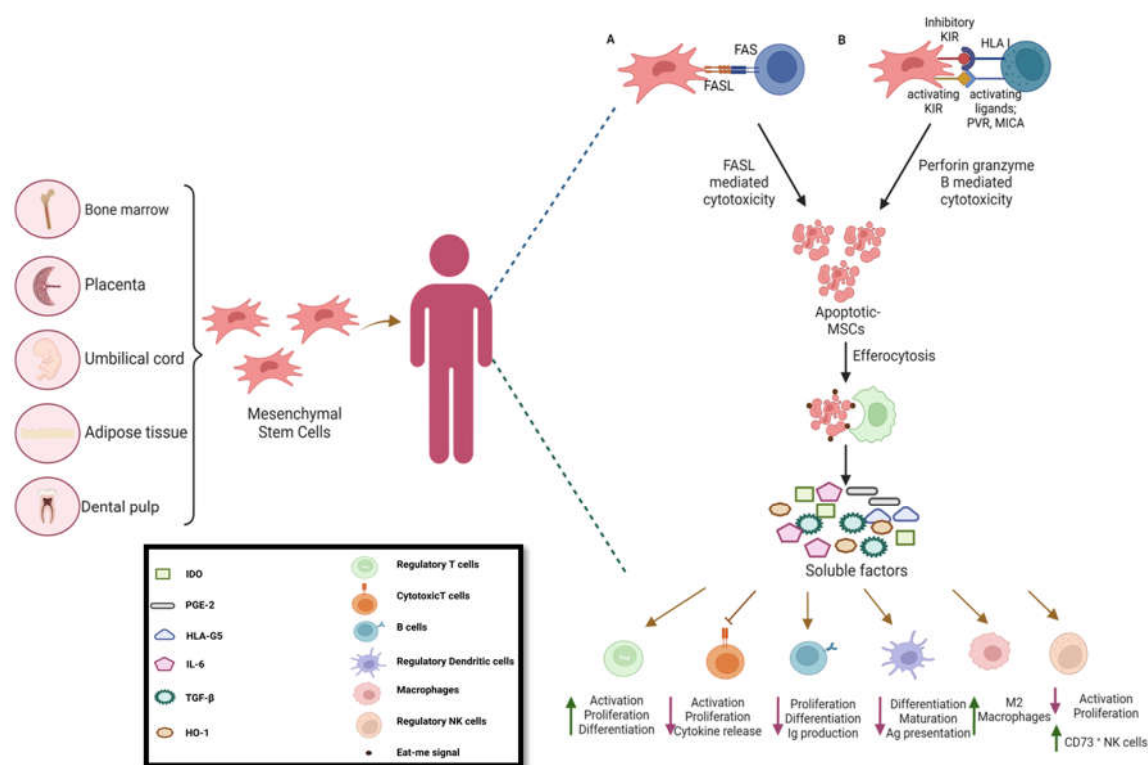 A
FAS
FASL
B
Inhibitory
KIR
HLA I
activating
KIR
activating
ligands;
PVR, MICA
FASL
mediated
cytotoxicity
Perforin granzyme
B mediated
cytotoxicity
Bone marrow
Placenta
Umbilical cord
Adipose tissue
Dental pulp
Mesenchymal
Stem Cells
Apoptotic-
MSCs
Efferocytosis
Soluble factors
IDO
PGE-2
HLA-G5
IL-6
TGF-β
HO-1
Regulatory T cells
CytotoxicT cells
B cells
Regulatory Dendritic cells
Macrophages
Regulatory NK cells
Eat-me signal
Activation
Proliferation
Differentiation
Activation
Proliferation
Cytokine release
Proliferation
Differentiation
Ig production
Differentiation
Maturation
Ag presentation
M2
Macrophages
Activation
Proliferation
CD73⁺ NK cells